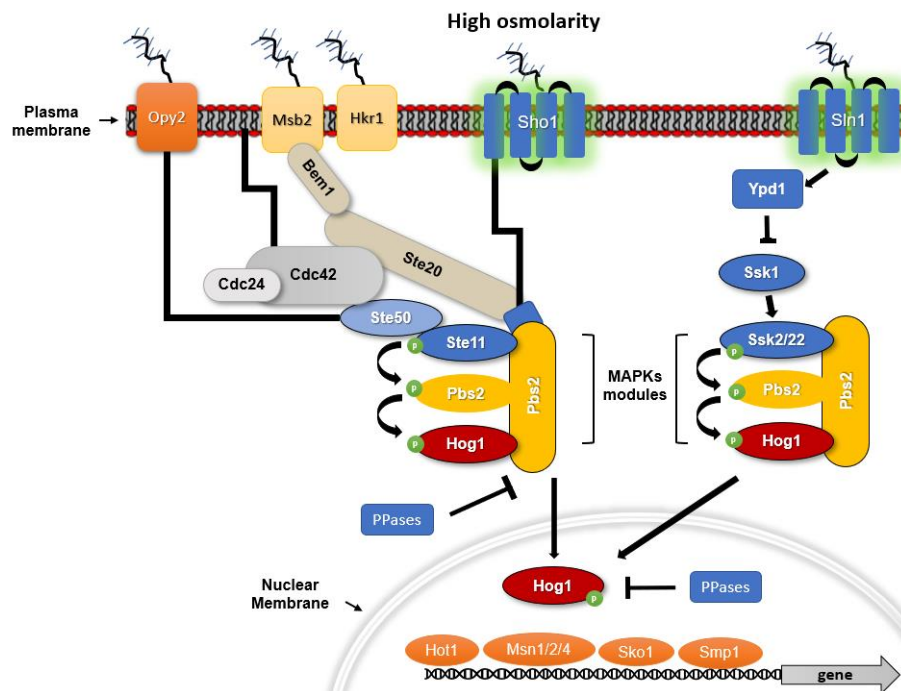 High osmolarity
Plasma
membrane
Opy2
Msb2
Hkr1
Sho1
Sln1
Bem1
Ypd1
Ste20
Cdc42
Cdc24
Ssk1
Ste50
Ste11
P
Ssk2/22
P
Pbs2
P
Pbs2
MAPKs
modules
Pbs2
P
Pbs2
Hog1
P
Hog1
P
PPases
Nuclear
Membrane
Hog1
P
PPases
Hot1
Msn1/2/4
Sko1
Smp1
gene